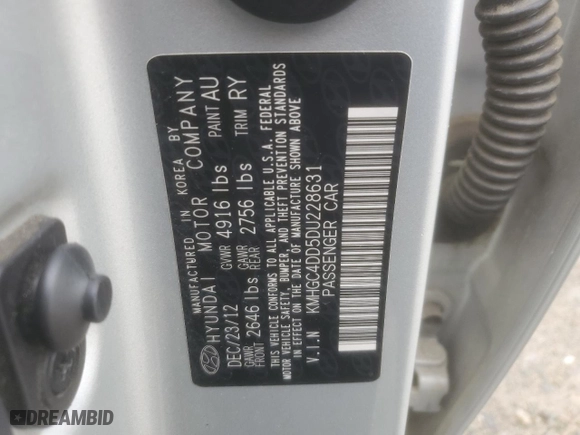 MANUFACTURED IN KOREA BY
HYUNDAI MOTOR COMPANY
DEC/23/12 GVWR 4916 lbs PAINT AU
GAWR FRONT 2646 lbs GAWR REAR 2756 lbs TRIM RY
THIS VEHICLE CONFORMS TO ALL APPLICABLE U.S.A. FEDERAL
MOTOR VEHICLE SAFETY, BUMPER, AND THEFT PREVENTION STANDARDS
IN EFFECT ON THE DATE OF MANUFACTURE SHOWN ABOVE
V.I.N KMHGC4DD5DU228631
PASSENGER CAR
DREAMBID